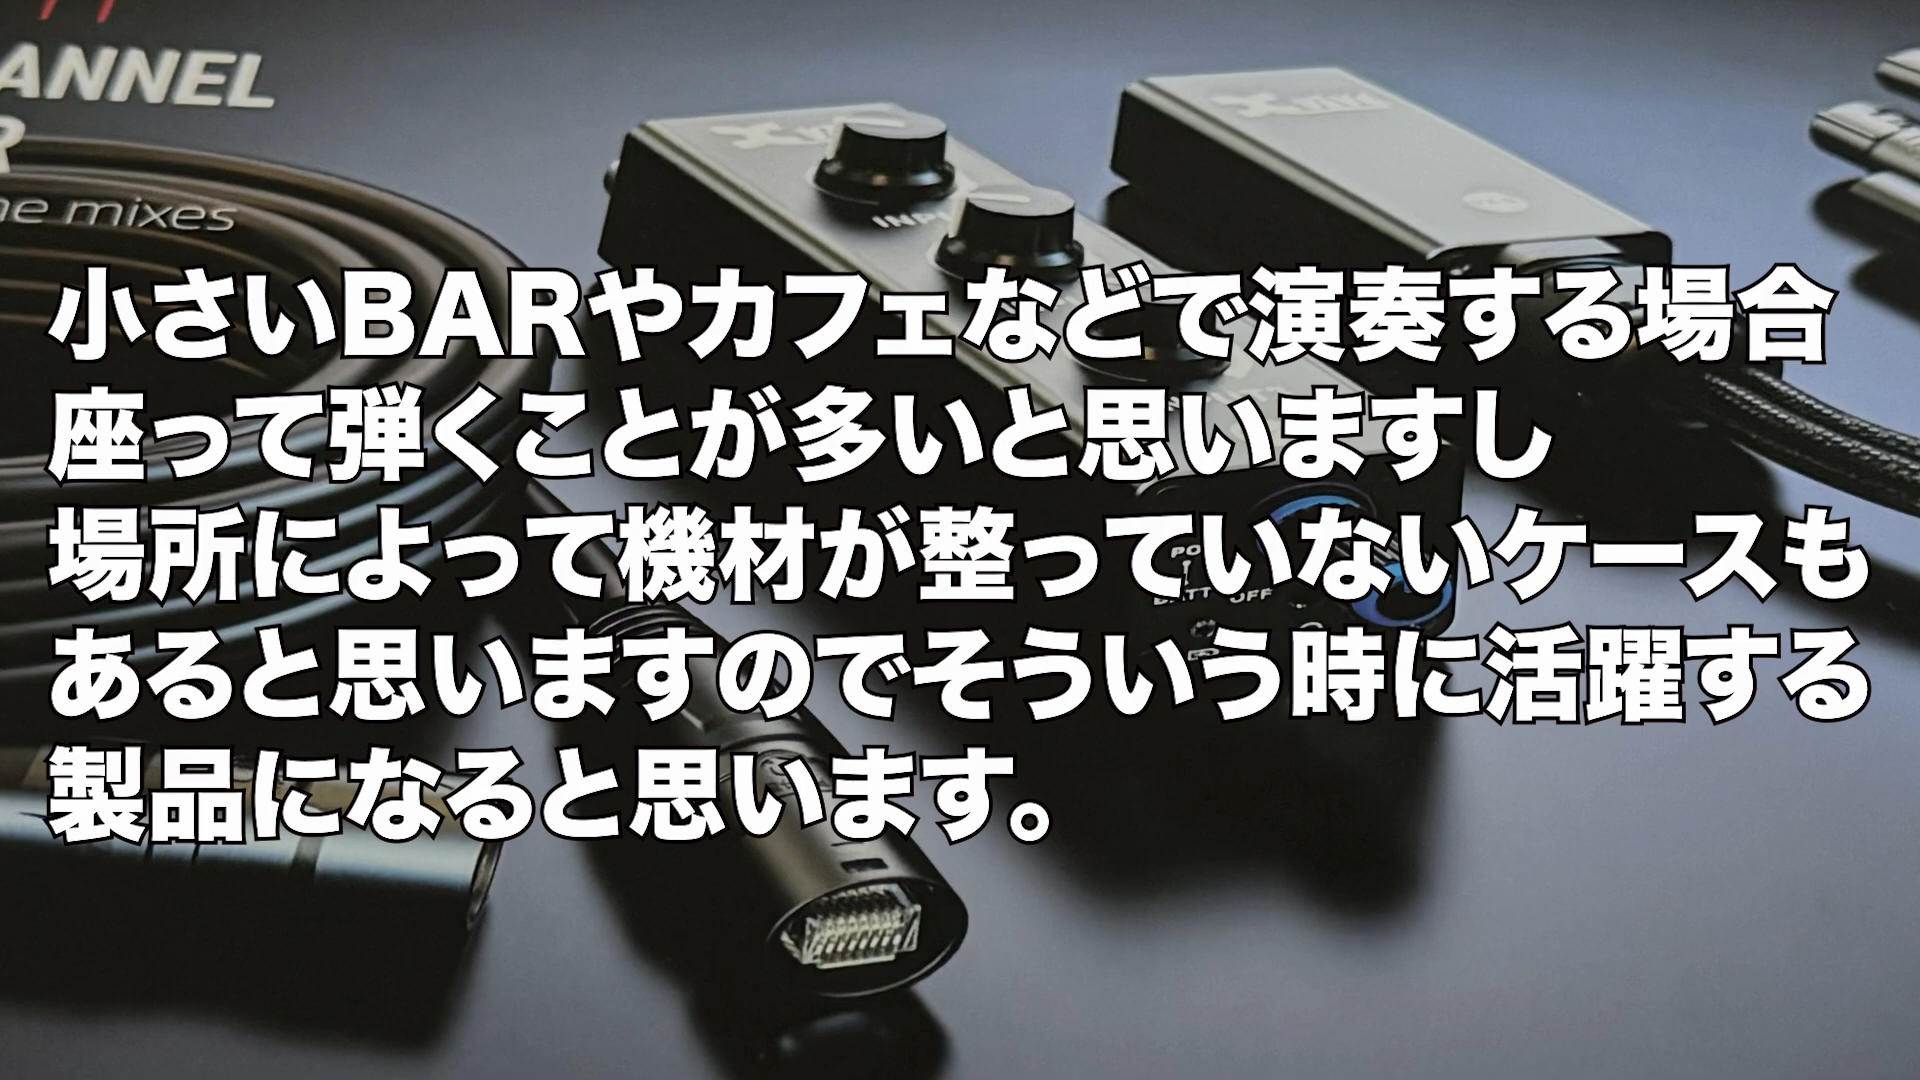 ANNEL
R
ne mixes
小さいBARやカフェなどで演奏する場合
座って弾くことが多いと思いますし
場所によって機材が整っていないケースも
あると思いますのでそういう時に活躍する
製品になると思います。
OFF